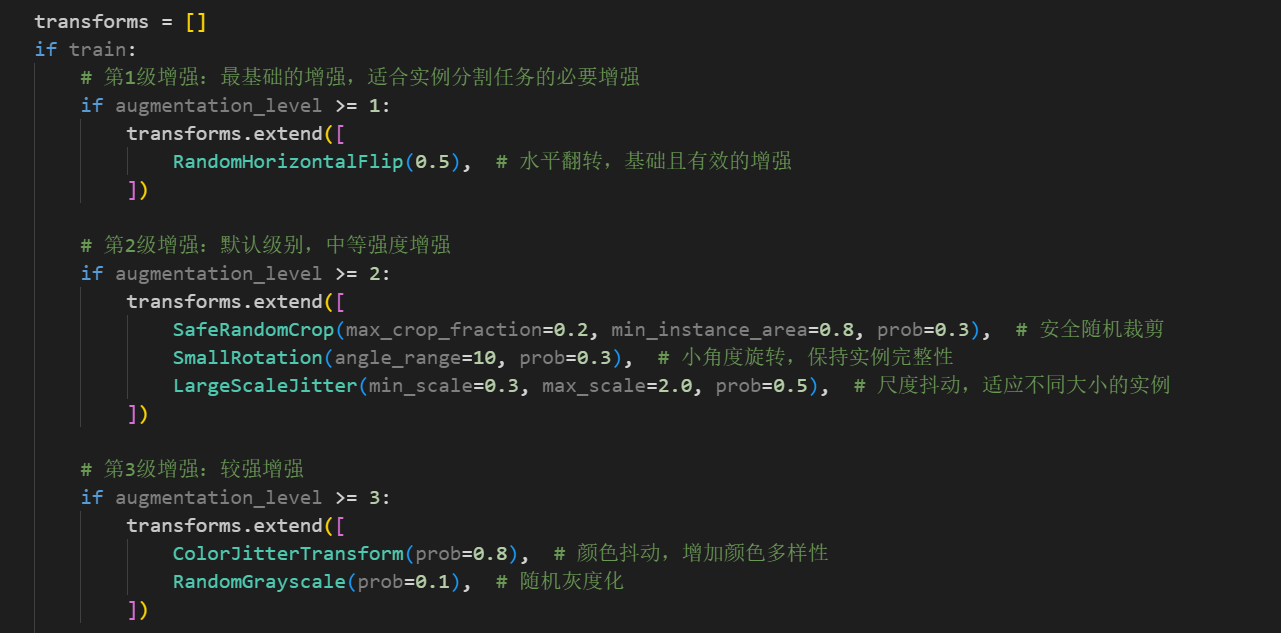 transforms = []
if train:
    # 第1级增强：最基础的增强，适合实例分割任务的必要增强
    if augmentation_level >= 1:
        transforms.extend([
            RandomHorizontalFlip(0.5),  # 水平翻转，基础且有效的增强
        ])

    # 第2级增强：默认级别，中等强度增强
    if augmentation_level >= 2:
        transforms.extend([
            SafeRandomCrop(max_crop_fraction=0.2, min_instance_area=0.8, prob=0.3),  # 安全随机裁剪
            SmallRotation(angle_range=10, prob=0.3),  # 小角度旋转，保持实例完整性
            LargeScaleJitter(min_scale=0.3, max_scale=2.0, prob=0.5),  # 尺度抖动，适应不同大小的实例
        ])

    # 第3级增强：较强增强
    if augmentation_level >= 3:
        transforms.extend([
            ColorJitterTransform(prob=0.8),  # 颜色抖动，增加颜色多样性
            RandomGrayscale(prob=0.1),  # 随机灰度化
        ])